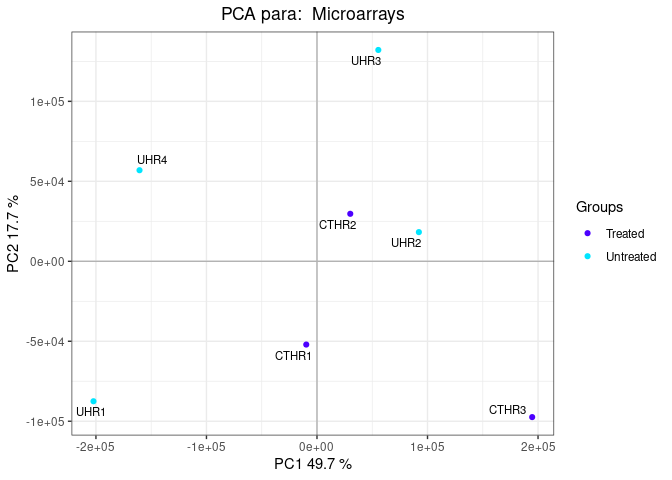 PCA para:  Microarrays
UHR3
UHR4
CTHR2
UHR2
CTHR1
CTHR3
UHR1
1e+05
5e+04
0e+00
-5e+04
-1e+05
-2e+05
-1e+05
0e+00
1e+05
2e+05
PC1 49.7 %
PC2 17.7 %
Groups
Treated
Untreated